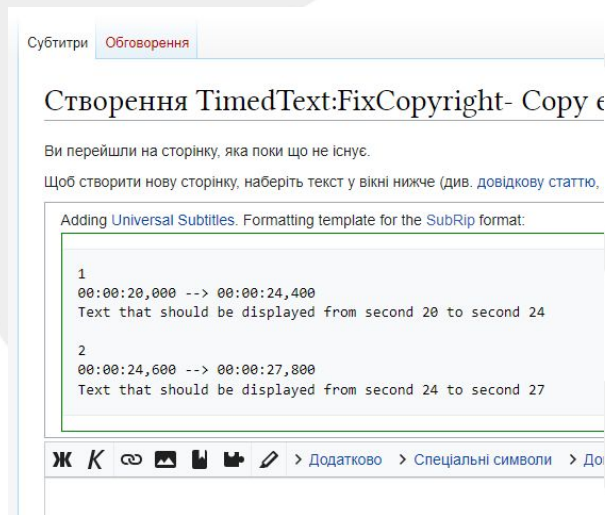 Субтитри Обговорення
Створення TimedText:FixCopyright- Copy
Ви перейшли на сторінку, яка поки що не існує.
Щоб створити нову сторінку, наберіть текст у вікні нижче (див. довідкову статтю,
Adding Universal Subtitles. Formatting template for the SubRip format:
1
00:00:20,000 --> 00:00:24,400
Text that should be displayed from second 20 to second 24
2
00:00:24,600 --> 00:00:27,800
Text that should be displayed from second 24 to second 27
Ж К > Додатково > Спеціальні символи >